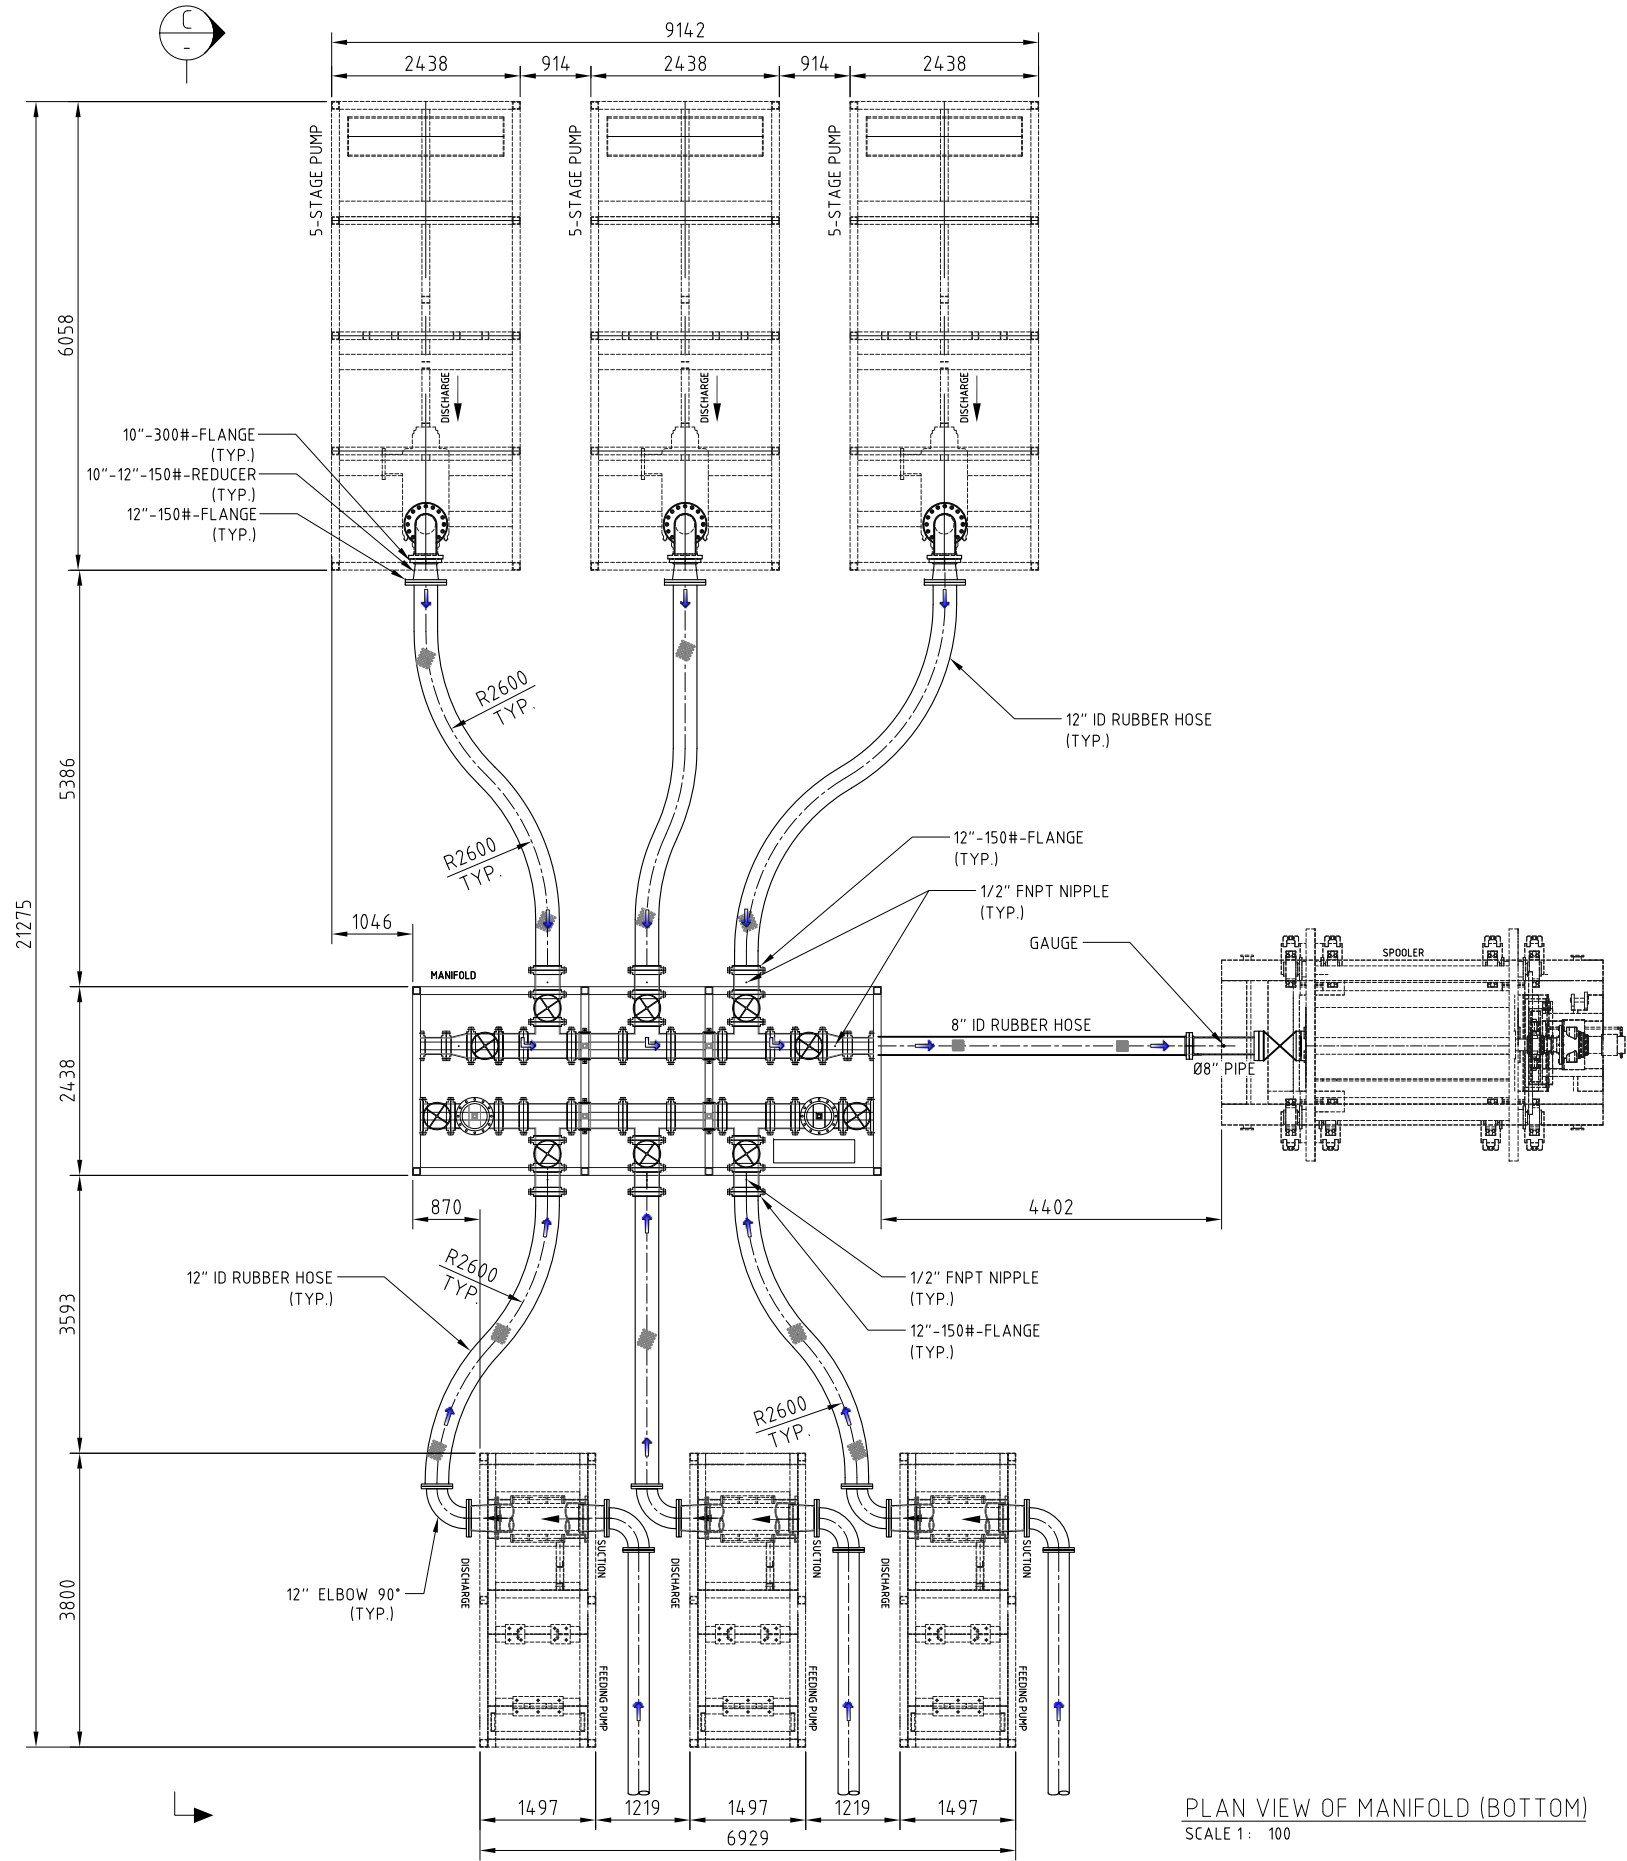 C
-
9142
2438
914
2438
914
2438
5-STAGE PUMP
5-STAGE PUMP
5-STAGE PUMP
6058
DISCHARGE
DISCHARGE
DISCHARGE
10"-300#-FLANGE
(TYP.)
10"-12"-150#-REDUCER
(TYP.)
12"-150#-FLANGE
(TYP.)
R2600
TYP.
12" ID RUBBER HOSE
(TYP.)
5386
R2600
TYP.
12"-150#-FLANGE
(TYP.)
1/2" FNPT NIPPLE
(TYP.)
21275
1046
GAUGE
SPOOLER
MANIFOLD
8" ID RUBBER HOSE
Ø8" PIPE
2438
870
4402
R2600
TYP.
12" ID RUBBER HOSE
(TYP.)
1/2" FNPT NIPPLE
(TYP.)
3593
12"-150#-FLANGE
(TYP.)
R2600
TYP.
DISCHARGE
SUCTION
DISCHARGE
SUCTION
DISCHARGE
SUCTION
12" ELBOW 90°
(TYP.)
3800
FEEDING PUMP
FEEDING PUMP
FEEDING PUMP
1497
1219
1497
1219
1497
6929
PLAN VIEW OF MANIFOLD (BOTTOM)
SCALE 1 : 100